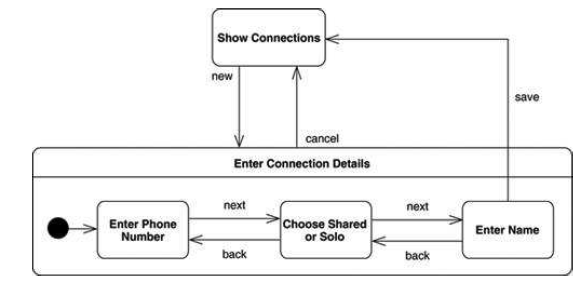 Show Connections
new
save
cancel
Enter Connection Details
next
next
Enter Phone
Number
Choose Shared
or Solo
Enter Name
back
back